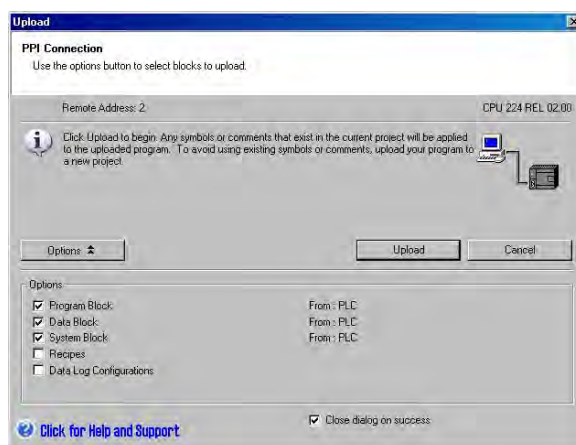 Upload
PPI Connection
Use the options button to select blocks to upload.
Remote Address: 2
CPU 224 REL 02.00
Click Upload to begin. Any symbols or comments that exist in the current project will be applied
to the uploaded program. To avoid using existing symbols or comments, upload your program to
a new project.
Options
Upload
Cancel
Options
Program Block From: PLC
Data Block From: PLC
System Block From: PLC
Recipes
Data Log Configurations
Click for Help and Support
Close dialog on success